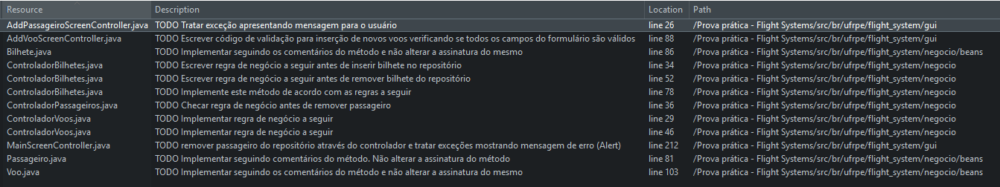 Resource Description Location Path
AddPassageiroScreenController.java TODO Tratar exceção apresentando mensagem para o usuário line 26 /Prova prática - Flight Systems/src/br/ufrpe/flight_system/gui
AddVooScreenController.java TODO Escrever código de validação para inserção de novos voos verificando se todos os campos do formulário são válidos line 88 /Prova prática - Flight Systems/src/br/ufrpe/flight_system/gui
Bilhete.java TODO Implementar seguindo os comentários do método e não alterar a assinatura do mesmo line 86 /Prova prática - Flight Systems/src/br/ufrpe/flight_system/negocio/beans
ControladorBilhetes.java TODO Escrever regra de negócio a seguir antes de inserir bilhete no repositório line 34 /Prova prática - Flight Systems/src/br/ufrpe/flight_system/negocio
ControladorBilhetes.java TODO Escrever regra de negócio a seguir antes de remover bilhete do repositório line 52 /Prova prática - Flight Systems/src/br/ufrpe/flight_system/negocio
ControladorBilhetes.java TODO Implemente este método de acordo com as regras a seguir line 78 /Prova prática - Flight Systems/src/br/ufrpe/flight_system/negocio
ControladorPassageiros.java TODO Checar regra de negócio antes de remover passageiro line 36 /Prova prática - Flight Systems/src/br/ufrpe/flight_system/negocio
ControladorVoos.java TODO Implementar regra de negócio a seguir line 29 /Prova prática - Flight Systems/src/br/ufrpe/flight_system/negocio
ControladorVoos.java TODO Implementar regra de negócio a seguir line 46 /Prova prática - Flight Systems/src/br/ufrpe/flight_system/negocio
MainScreenController.java TODO remover passageiro do repositório através do controlador e tratar exceções mostrando mensagem de erro (Alert) line 212 /Prova prática - Flight Systems/src/br/ufrpe/flight_system/gui
Passageiro.java TODO Implementar seguindo comentários do método. Não alterar a assinatura do método line 81 /Prova prática - Flight Systems/src/br/ufrpe/flight_system/negocio/beans
Voo.java TODO Implementar seguindo os comentários do método e não alterar a assinatura do mesmo line 103 /Prova prática - Flight Systems/src/br/ufrpe/flight_system/negocio/beans